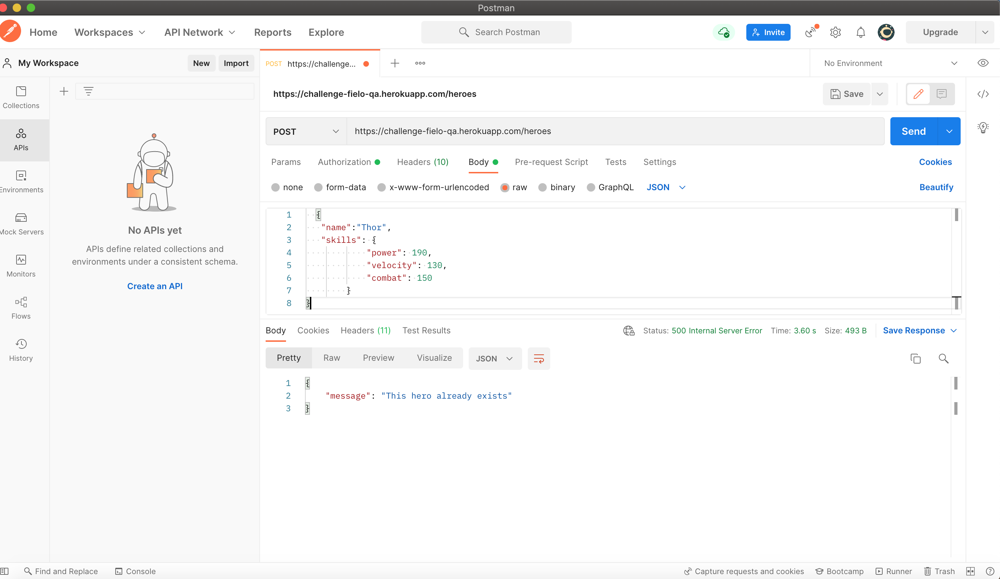 Postman
Home Workspaces API Network Reports Explore Search Postman Invite Upgrade
My Workspace New Import POST https://challenge... No Environment
Collections
APIs
Environments
Mock Servers
Monitors
Flows
History
No APIs yet
APIs define related collections and
environments under a consistent schema.
Create an API
https://challenge-fielo-qa.herokuapp.com/heroes Save
POST https://challenge-fielo-qa.herokuapp.com/heroes Send
Params Authorization Headers (10) Body Pre-request Script Tests Settings Cookies
none form-data x-www-form-urlencoded raw binary GraphQL JSON Beautify
1 {
2 "name":"Thor",
3 "skills": {
4 "power": 190,
5 "velocity": 130,
6 "combat": 150
7 }
8 }
Body Cookies Headers (11) Test Results Status: 500 Internal Server Error Time: 3.60 s Size: 493 B Save Response
Pretty Raw Preview Visualize JSON
1 {
2 "message": "This hero already exists"
3 }
Find and Replace Console Capture requests and cookies Bootcamp Runner Trash